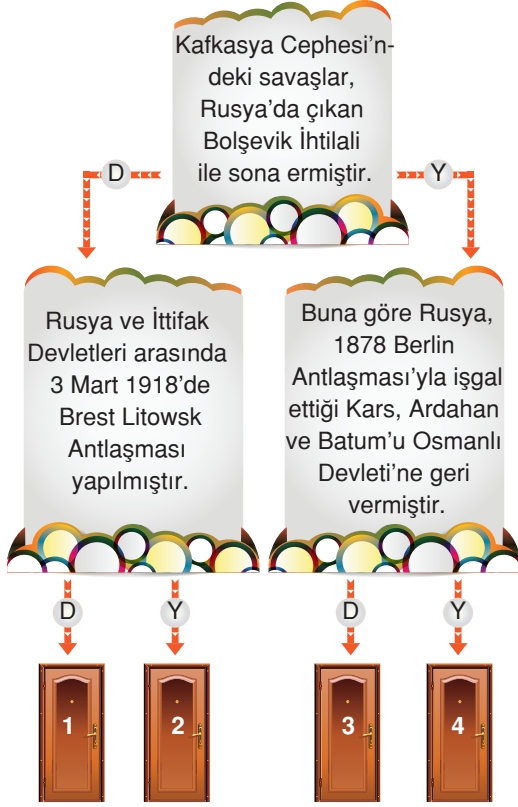 Kafkasya Cephesi’n-
deki savaşlar,
Rusya’da çıkan
Bolşevik İhtilali
ile sona ermiştir.
D
Y
Rusya ve İttifak
Devletleri arasında
3 Mart 1918’de
Brest Litowsk
Antlaşması
yapılmıştır.
Buna göre Rusya,
1878 Berlin
Antlaşması’yla işgal
ettiği Kars, Ardahan
ve Batum’u Osmanlı
Devleti’ne geri
vermiştir.
D
Y
D
Y
1
2
3
4